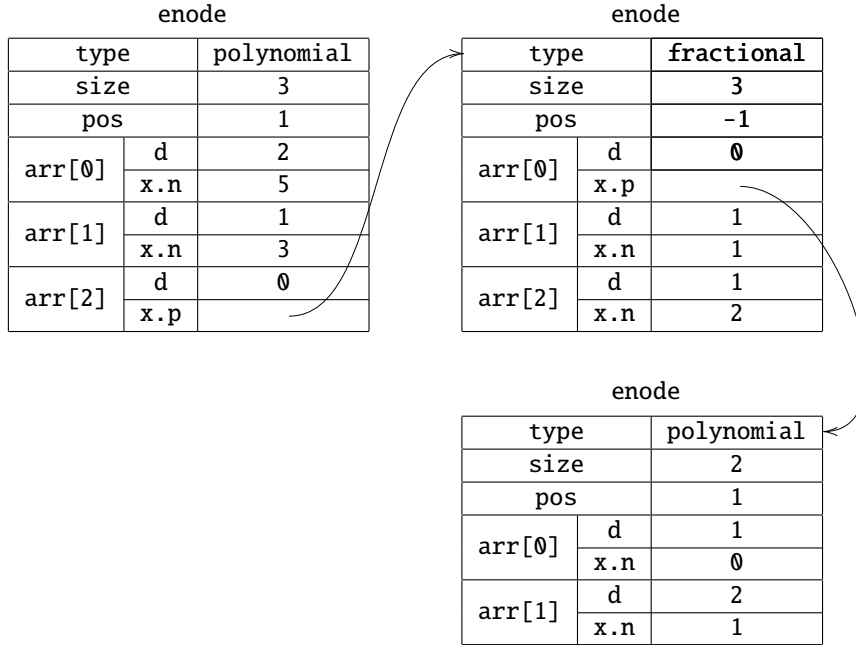 enode
type polynomial
size 3
pos 1
arr[0] d 2
x.n 5
arr[1] d 1
x.n 3
arr[2] d 0
x.p
enode
type fractional
size 3
pos -1
arr[0] d 0
x.p
arr[1] d 1
x.n 1
arr[2] d 1
x.n 2
enode
type polynomial
size 2
pos 1
arr[0] d 1
x.n 0
arr[1] d 2
x.n 1